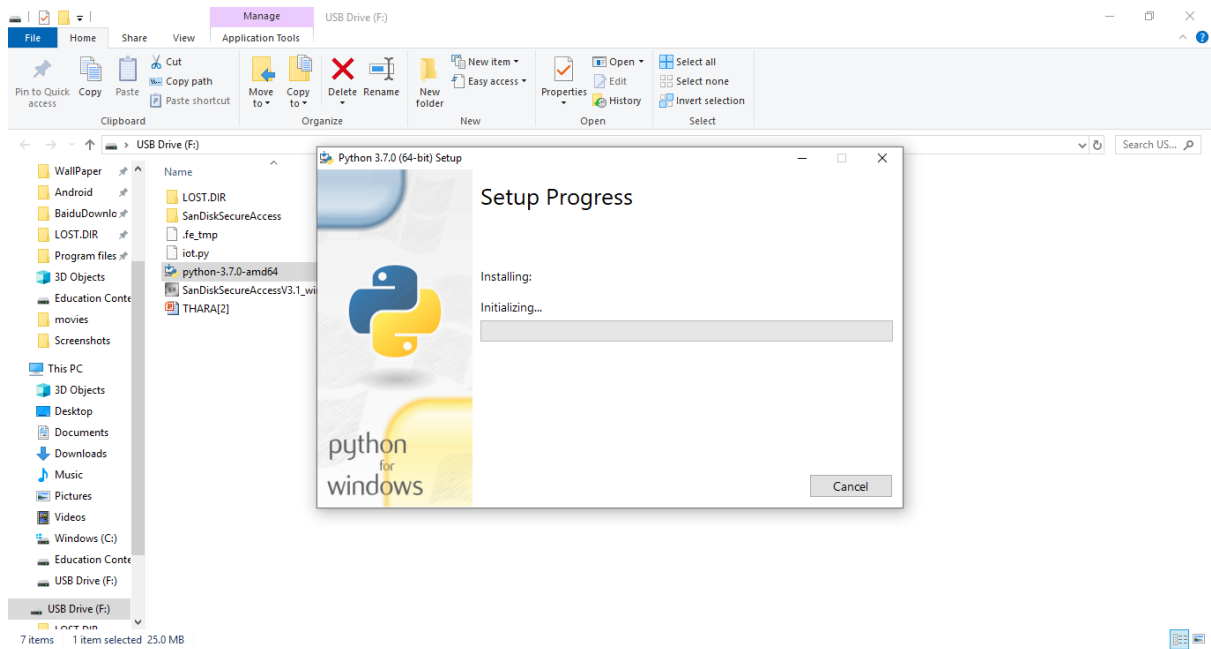 Manage
USB Drive (F:)
File Home Share View Application Tools
Pin to Quick access
Copy
Paste
Cut
Copy path
Paste shortcut
Clipboard
Move to
Copy to
Delete
Rename
Organize
New folder
New item
Easy access
New
Properties
Open
Edit
History
Open
Select all
Select none
Invert selection
Select
USB Drive (F:)
Search US...
WallPaper
Android
BaiduDownlo
LOST.DIR
Program files
3D Objects
Education Conte
movies
Screenshots
This PC
3D Objects
Desktop
Documents
Downloads
Music
Pictures
Videos
Windows (C:)
Education Conte
USB Drive (F:)
USB Drive (F:)
LOST.DIR
Name
LOST.DIR
SanDiskSecureAccess
.fe_tmp
iot.py
python-3.7.0-amd64
SanDiskSecureAccessV3.1_wi
THARA[2]
Python 3.7.0 (64-bit) Setup
Setup Progress
Installing:
Initializing...
python
for
windows
Cancel
7 items 1 item selected 25.0 MB